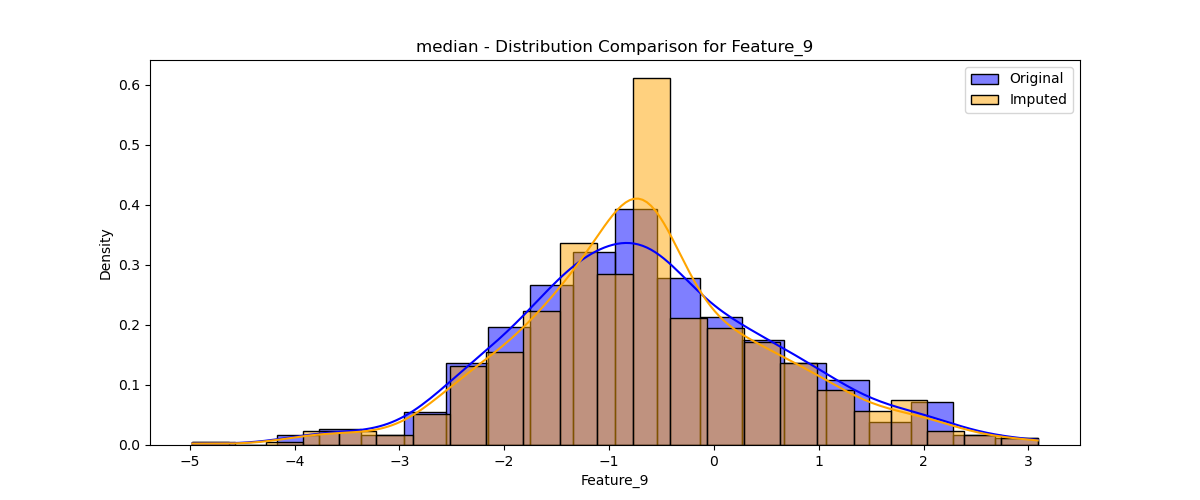 median - Distribution Comparison for Feature_9
Original
Imputed
Density
0.6
0.5
0.4
0.3
0.2
0.1
0.0
−5 −4 −3 −2 −1 0 1 2 3
Feature_9